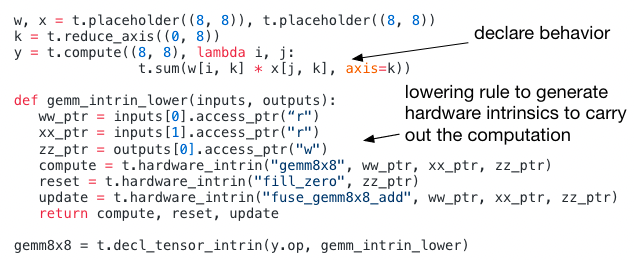 w, x = t.placeholder((8, 8)), t.placeholder((8, 8))
k = t.reduce_axis((0, 8))
y = t.compute((8, 8), lambda i, j:
t.sum(w[i, k] * x[j, k], axis=k))
declare behavior
def gemm_intrin_lower(inputs, outputs):
ww_ptr = inputs[0].access_ptr(“r")
xx_ptr = inputs[1].access_ptr("r")
zz_ptr = outputs[0].access_ptr("w")
compute = t.hardware_intrin("gemm8x8", ww_ptr, xx_ptr, zz_ptr)
reset = t.hardware_intrin("fill_zero", zz_ptr)
update = t.hardware_intrin("fuse_gemm8x8_add", ww_ptr, xx_ptr, zz_ptr)
return compute, reset, update
lowering rule to generate
hardware intrinsics to carry
out the computation
gemm8x8 = t.decl_tensor_intrin(y.op, gemm_intrin_lower)